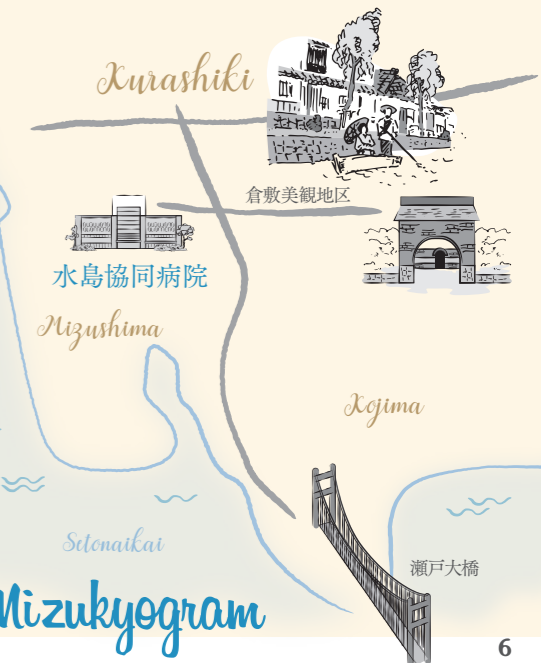 Kurashiki
倉敷美観地区
水島協同病院
Mizushima
Kojima
Setonaikai
瀬戸大橋
Mizukyogram
6